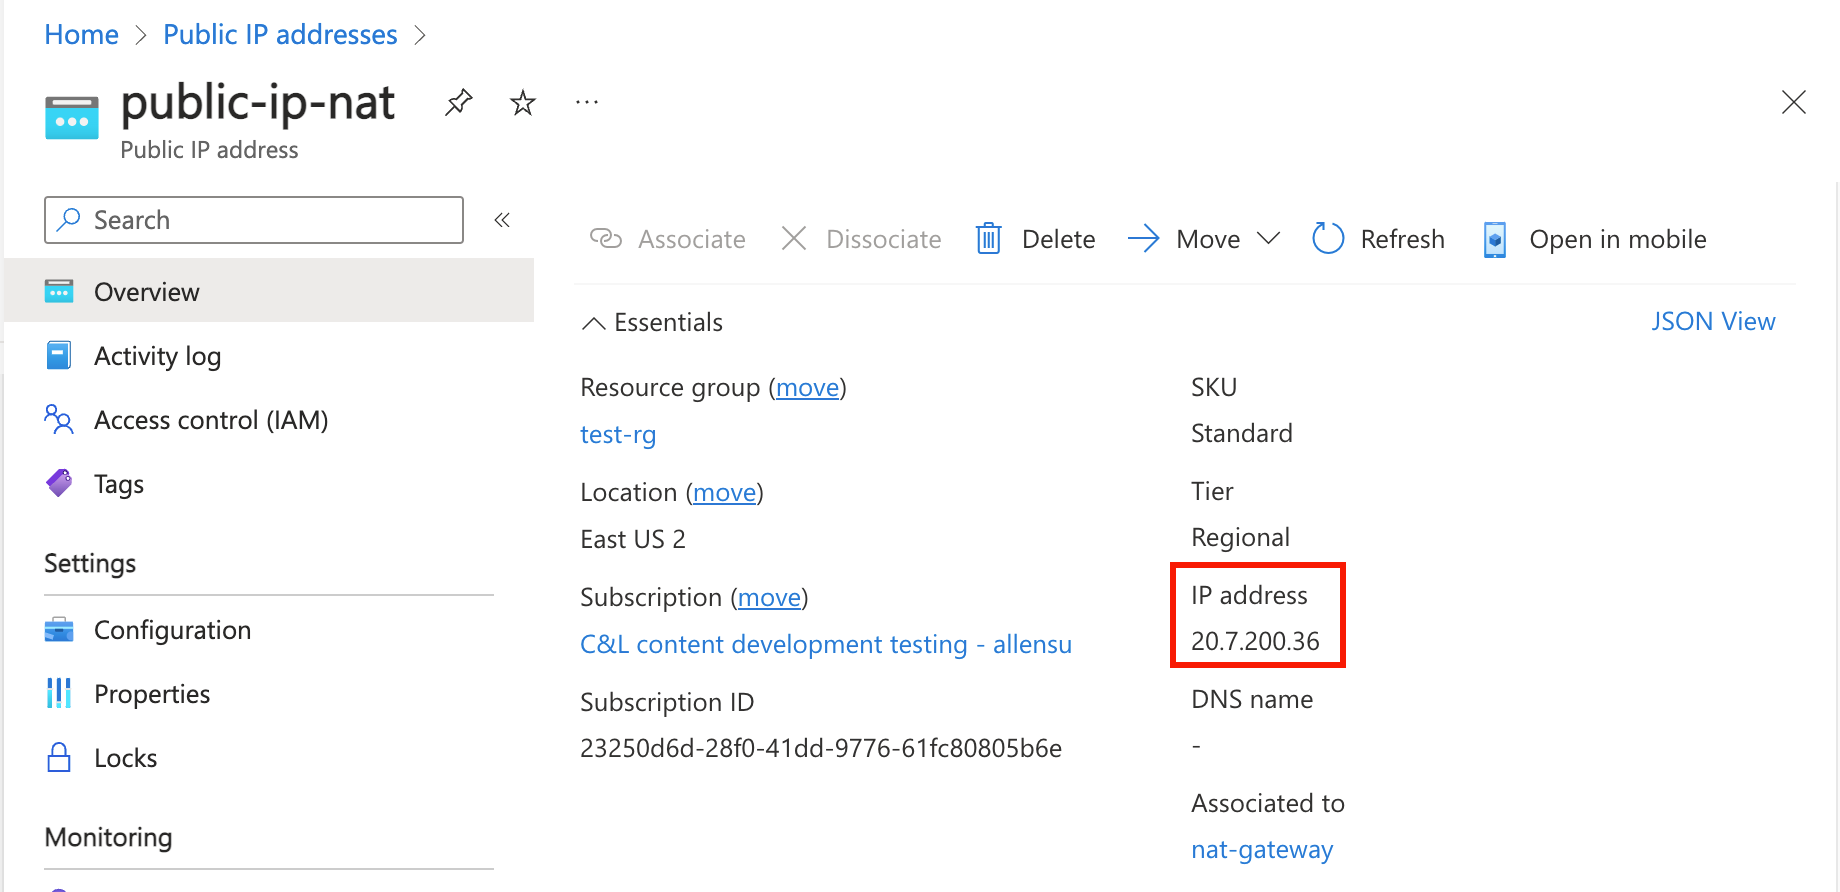 Home > Public IP addresses >
public-ip-nat ...
Public IP address
Search «
Associate Dissociate Delete Move Refresh Open in mobile
Overview
Activity log
Access control (IAM)
Tags
Settings
Configuration
Properties
Locks
Monitoring
Essentials JSON View
Resource group (move)
test-rg
Location (move)
East US 2
Subscription (move)
C&L content development testing - allensu
Subscription ID
23250d6d-28f0-41dd-9776-61fc80805b6e
SKU
Standard
Tier
Regional
IP address
20.7.200.36
DNS name
-
Associated to
nat-gateway